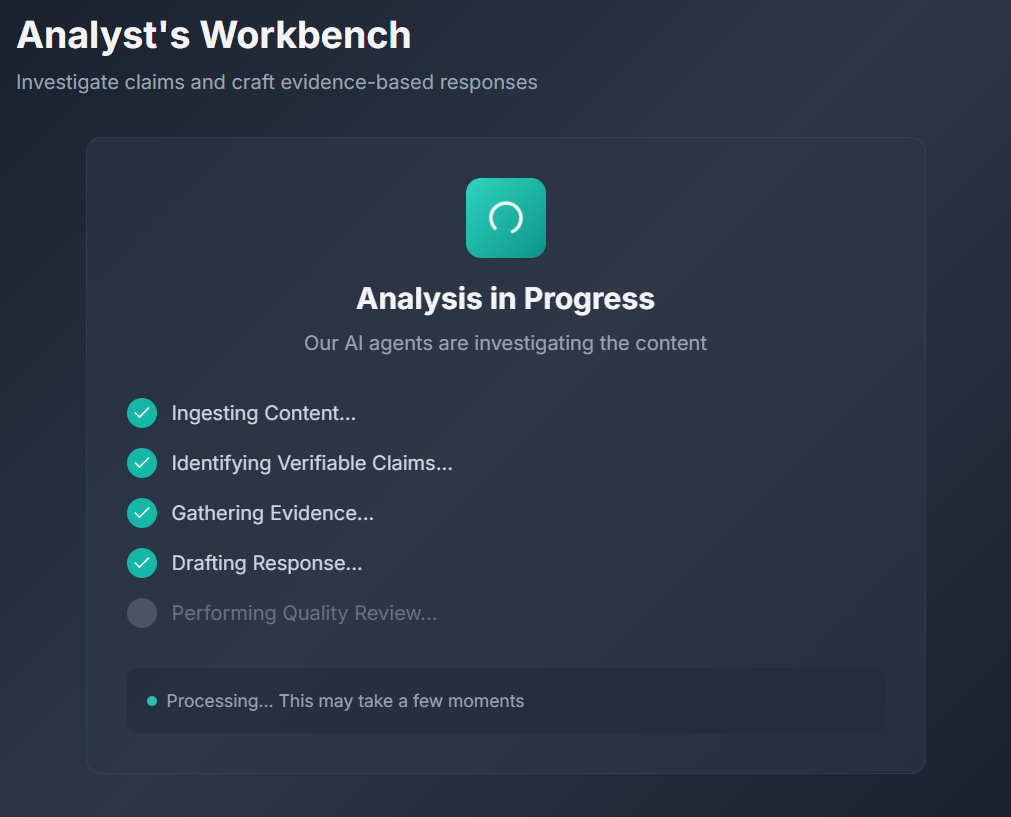 Analyst's Workbench
Investigate claims and craft evidence-based responses
Analysis in Progress
Our AI agents are investigating the content
Ingesting Content...
Identifying Verifiable Claims...
Gathering Evidence...
Drafting Response...
Performing Quality Review...
Processing... This may take a few moments